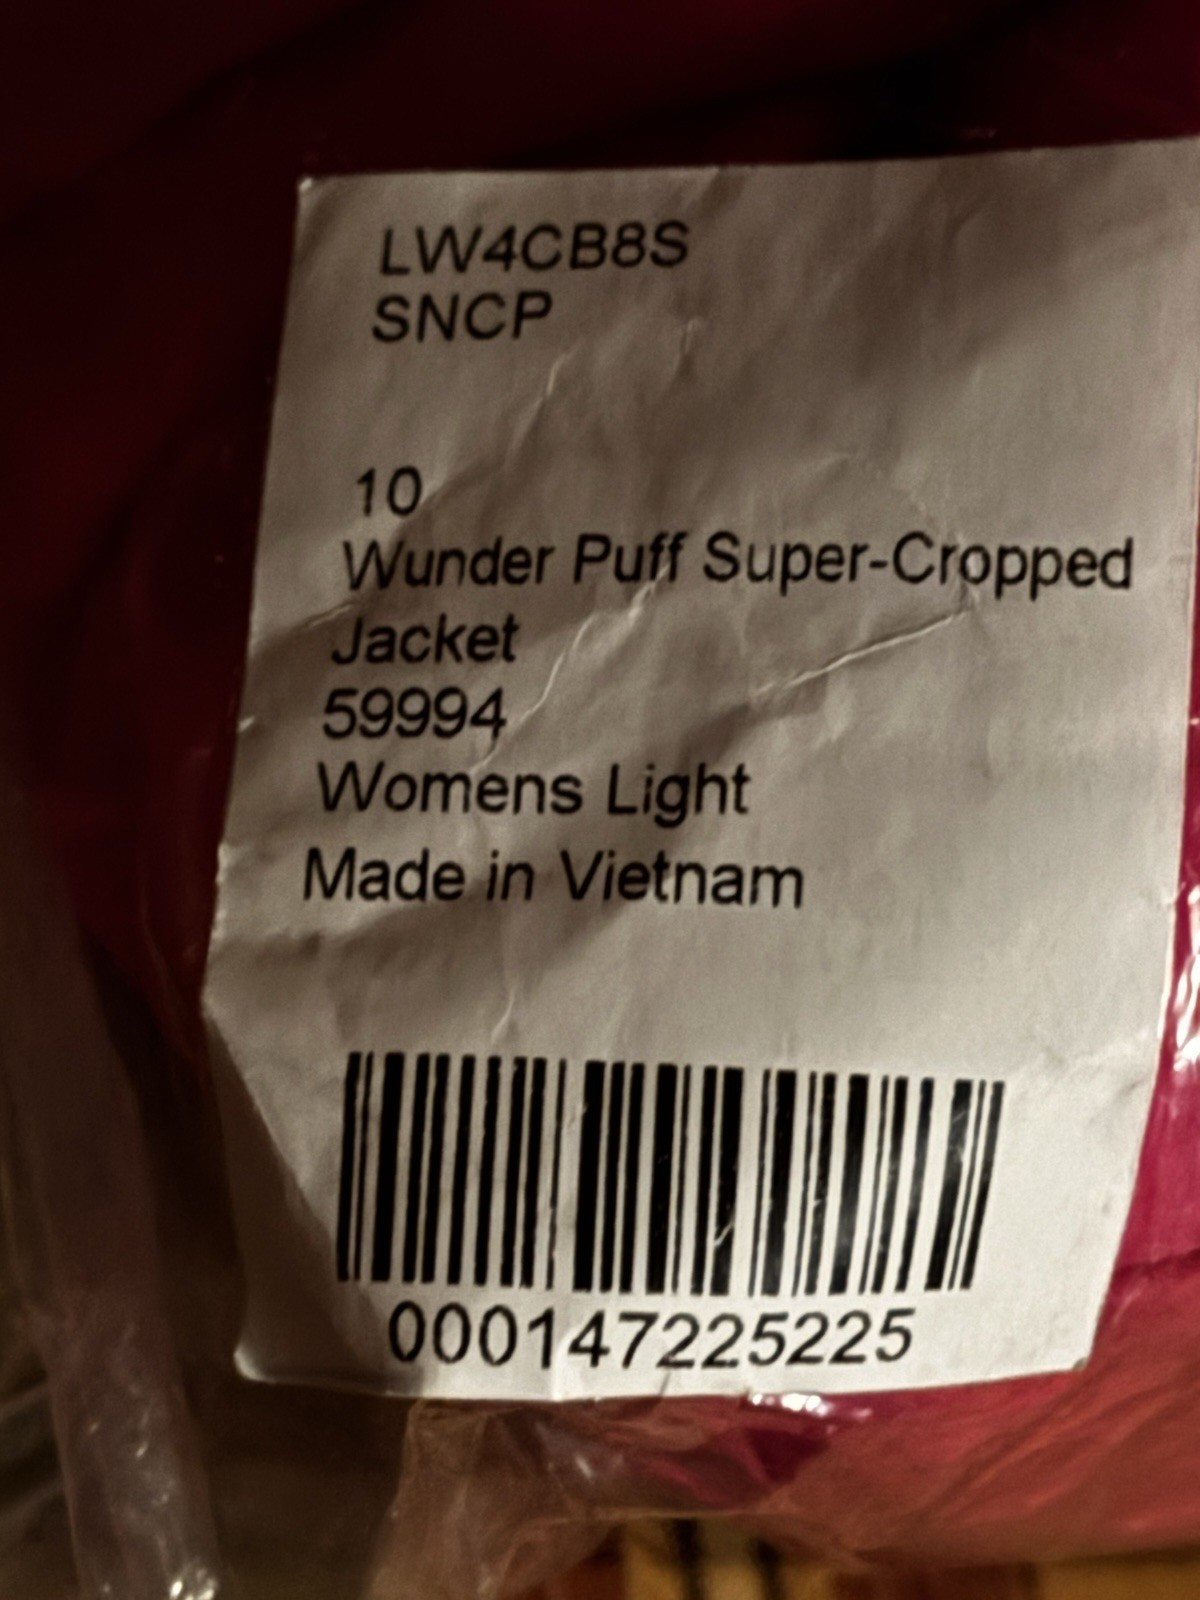 LW4CB8S
SNCP
10
Wunder Puff Super-Cropped
Jacket
59994
Womens Light
Made in Vietnam
000147225225